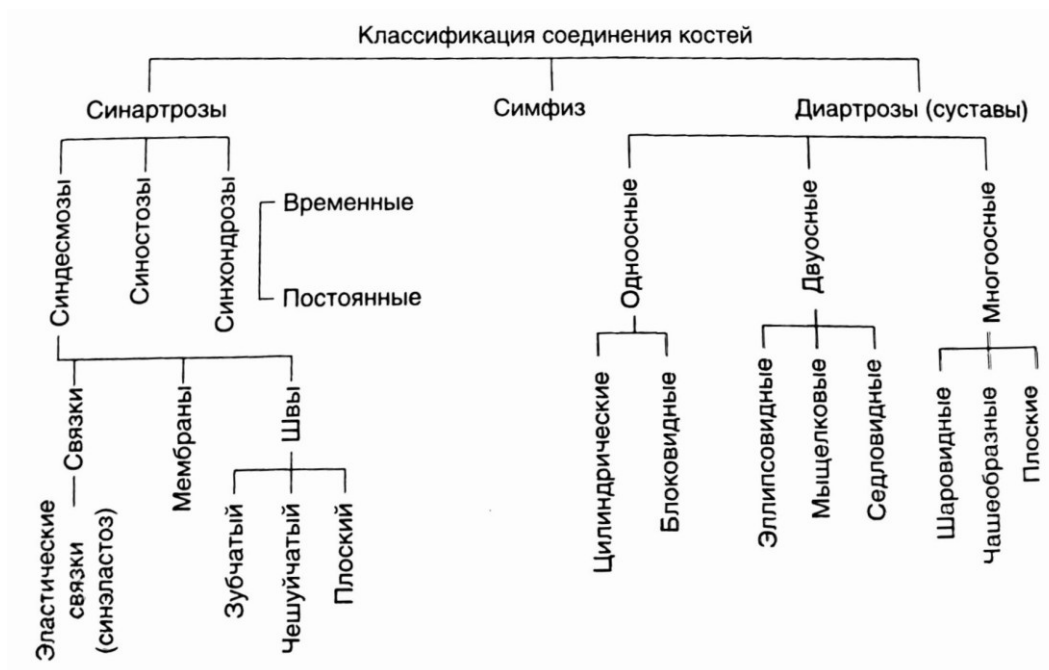 Классификация соединения костей
Синартрозы
Симфиз
Диартрозы (суставы)
Синдесмозы
Синостозы
Синхондрозы
Временные
Постоянные
Одноосные
Двуосные
Многоосные
Связки
Мембраны
Швы
Эластические
связки
(синэластоз)
Зубчатый
Чешуйчатый
Плоский
Цилиндрические
Блоковидные
Эллипсовидные
Мыщелковые
Седловидные
Шаровидные
Чашеобразные
Плоские